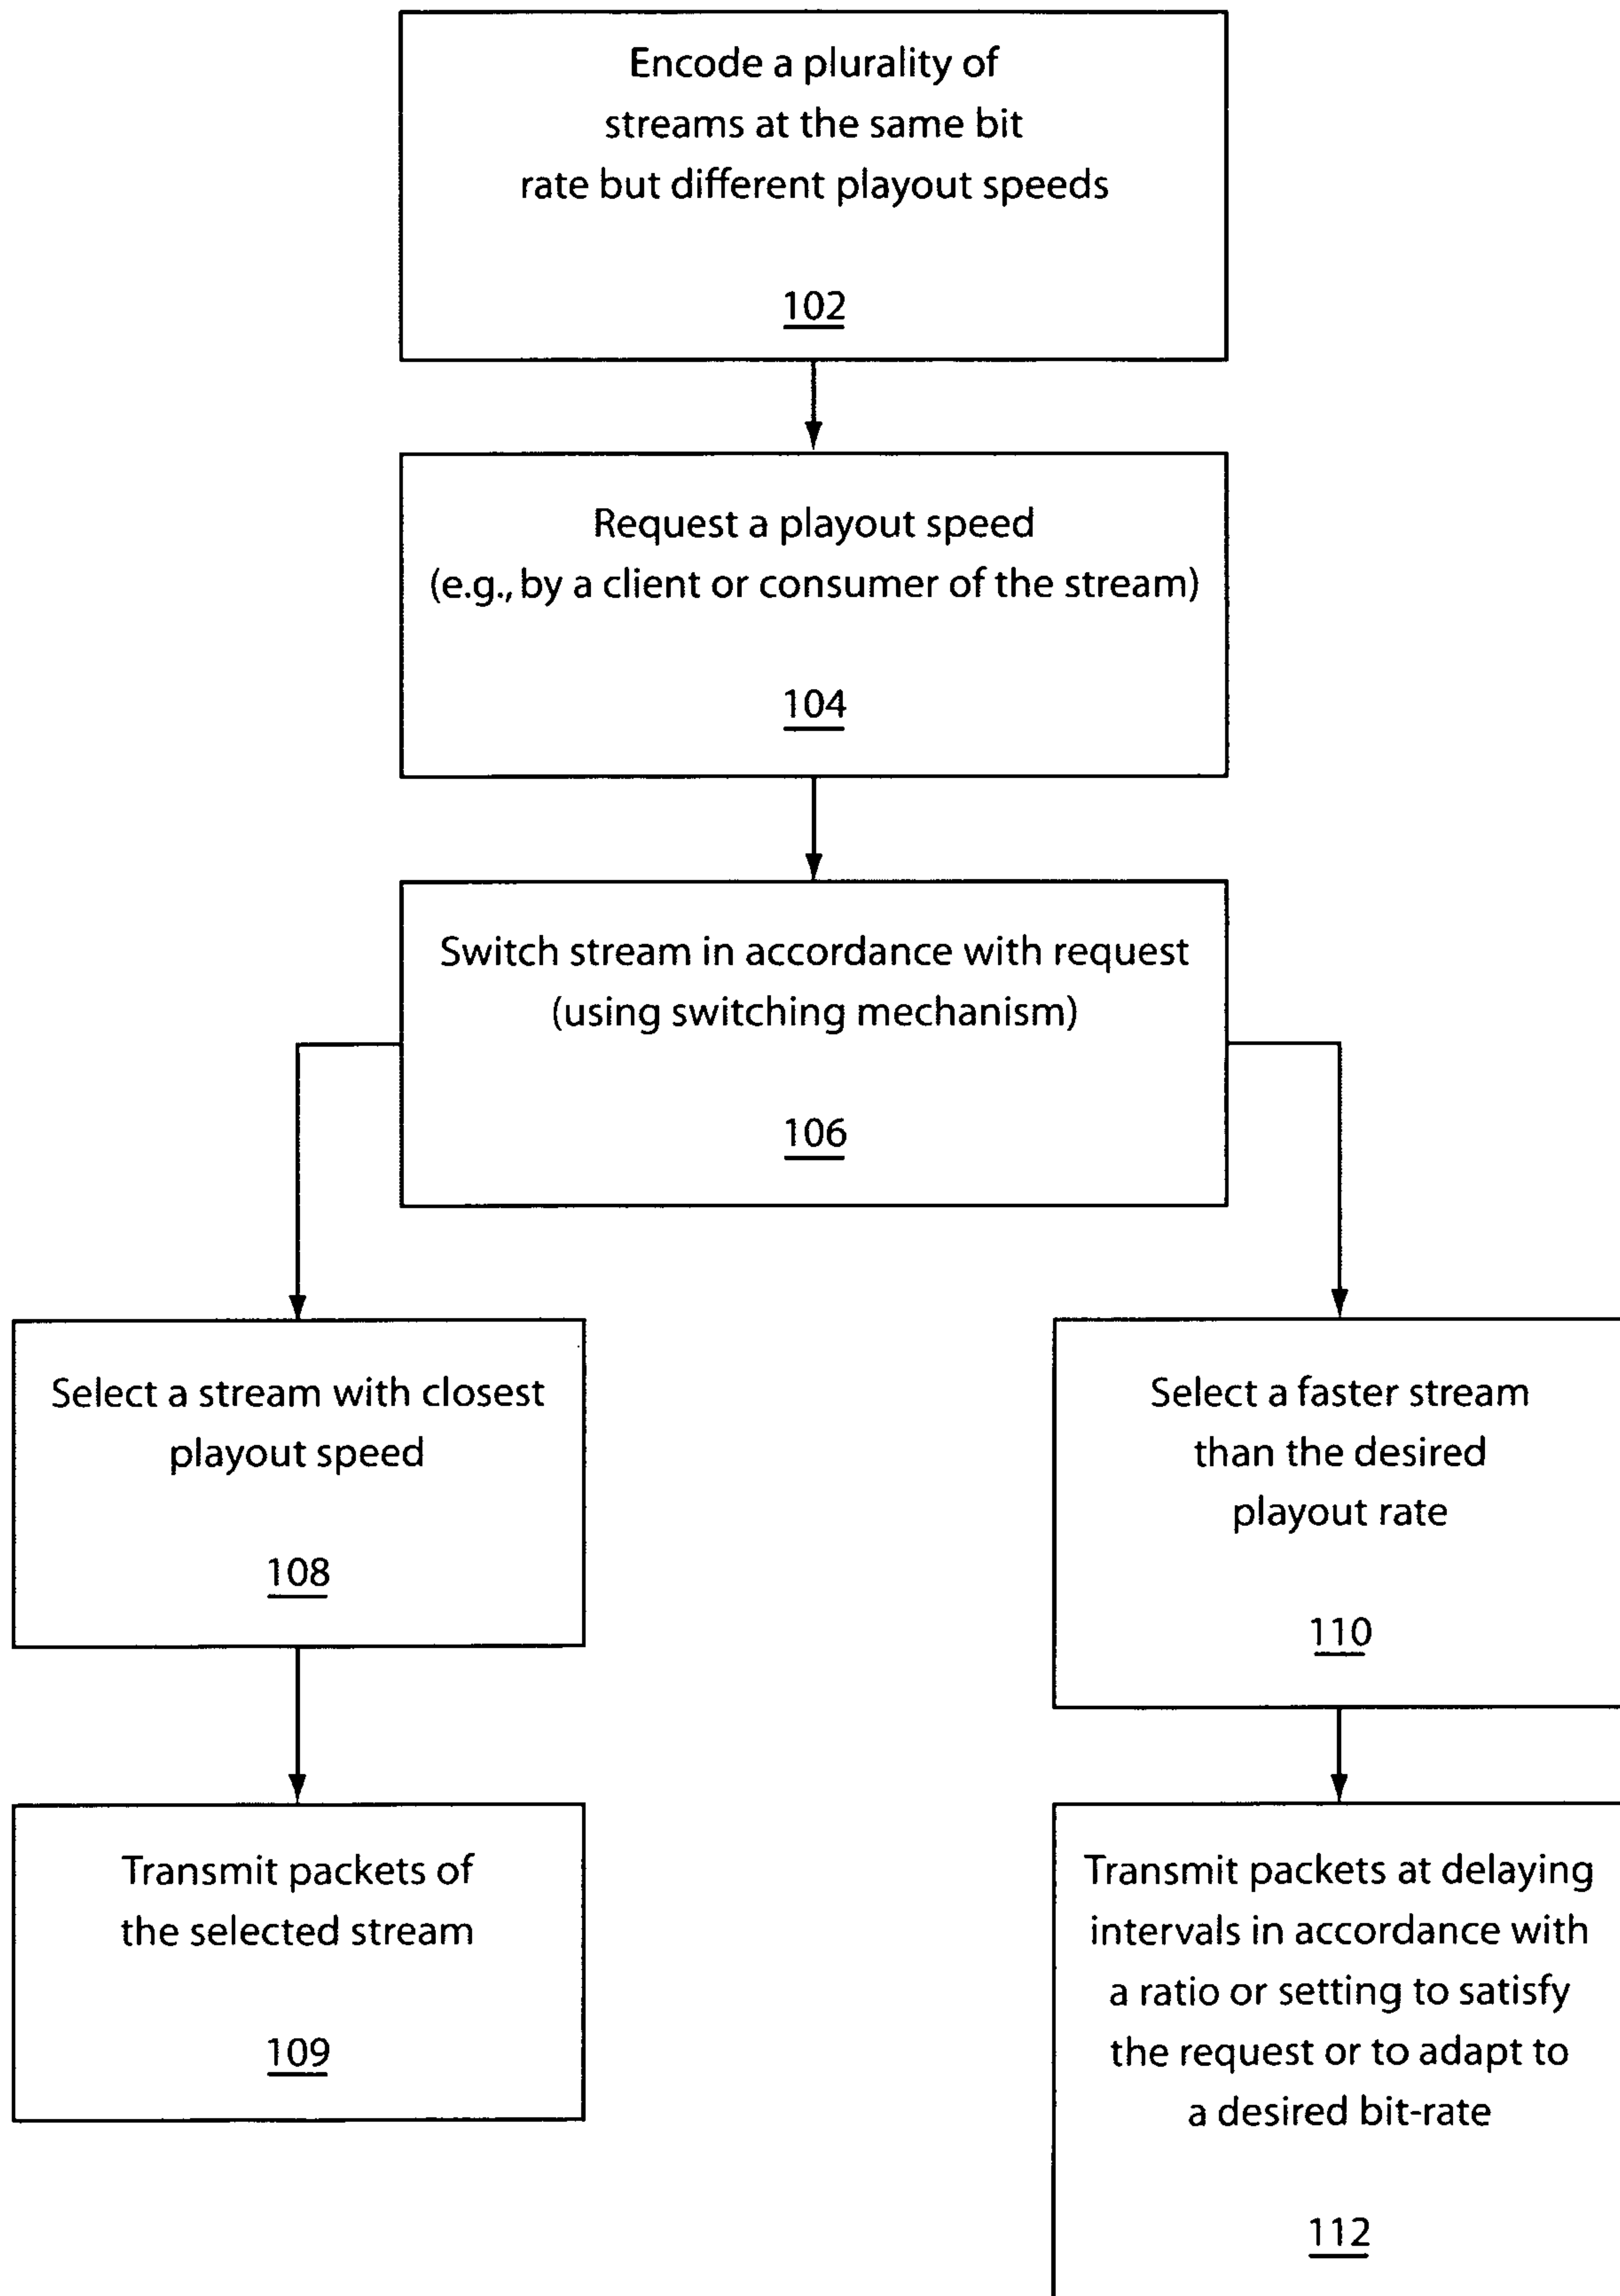 Encode a plurality of
streams at the same bit
rate but different playout speeds
102
Request a playout speed
(e.g., by a client or consumer of the stream)
104
Switch stream in accordance with request
(using switching mechanism)
106
Select a stream with closest
playout speed
108
Select a faster stream
than the desired
playout rate
110
Transmit packets of
the selected stream
109
Transmit packets at delaying
intervals in accordance with
a ratio or setting to satisfy
the request or to adapt to
a desired bit-rate
112